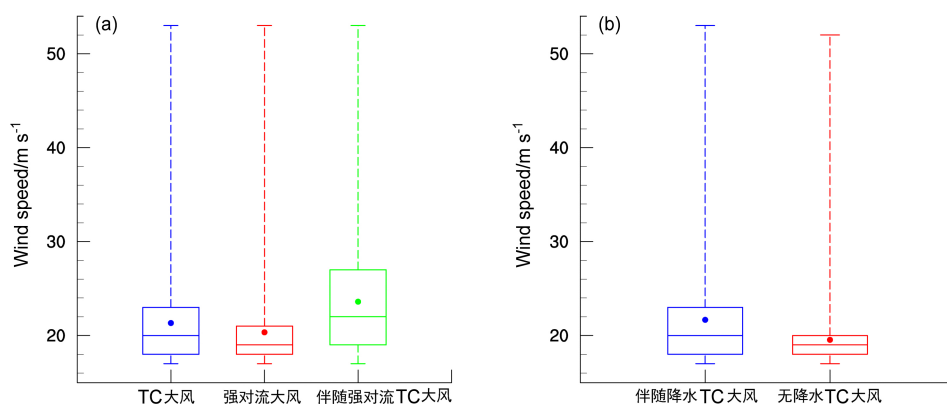 (a)
Wind speed/m s⁻¹
50
40
30
20
TC大风 强对流大风 伴随强对流TC大风
(b)
Wind speed/m s⁻¹
50
40
30
20
伴随降水TC大风 无降水TC大风